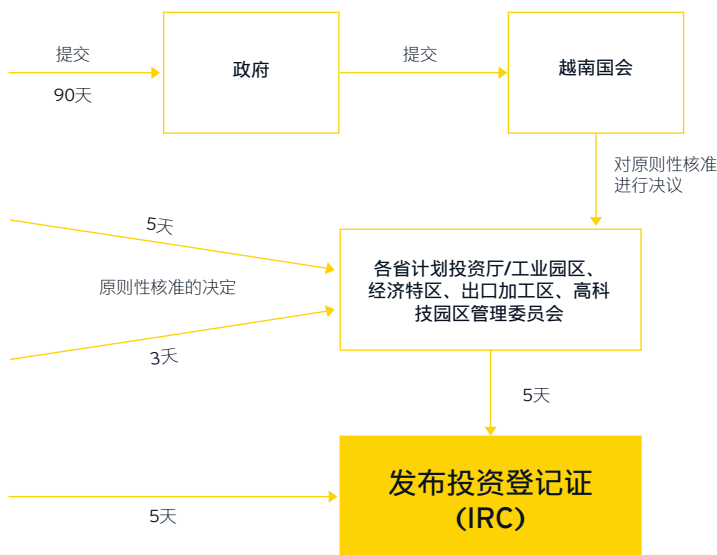 提交
90天
政府
提交
越南国会
对原则性核准
进行决议
5天
原则性核准的决定
3天
各省计划投资厅/工业园区、
经济特区、出口加工区、高科
技园区管理委员会
5天
5天
发布投资登记证
(IRC)